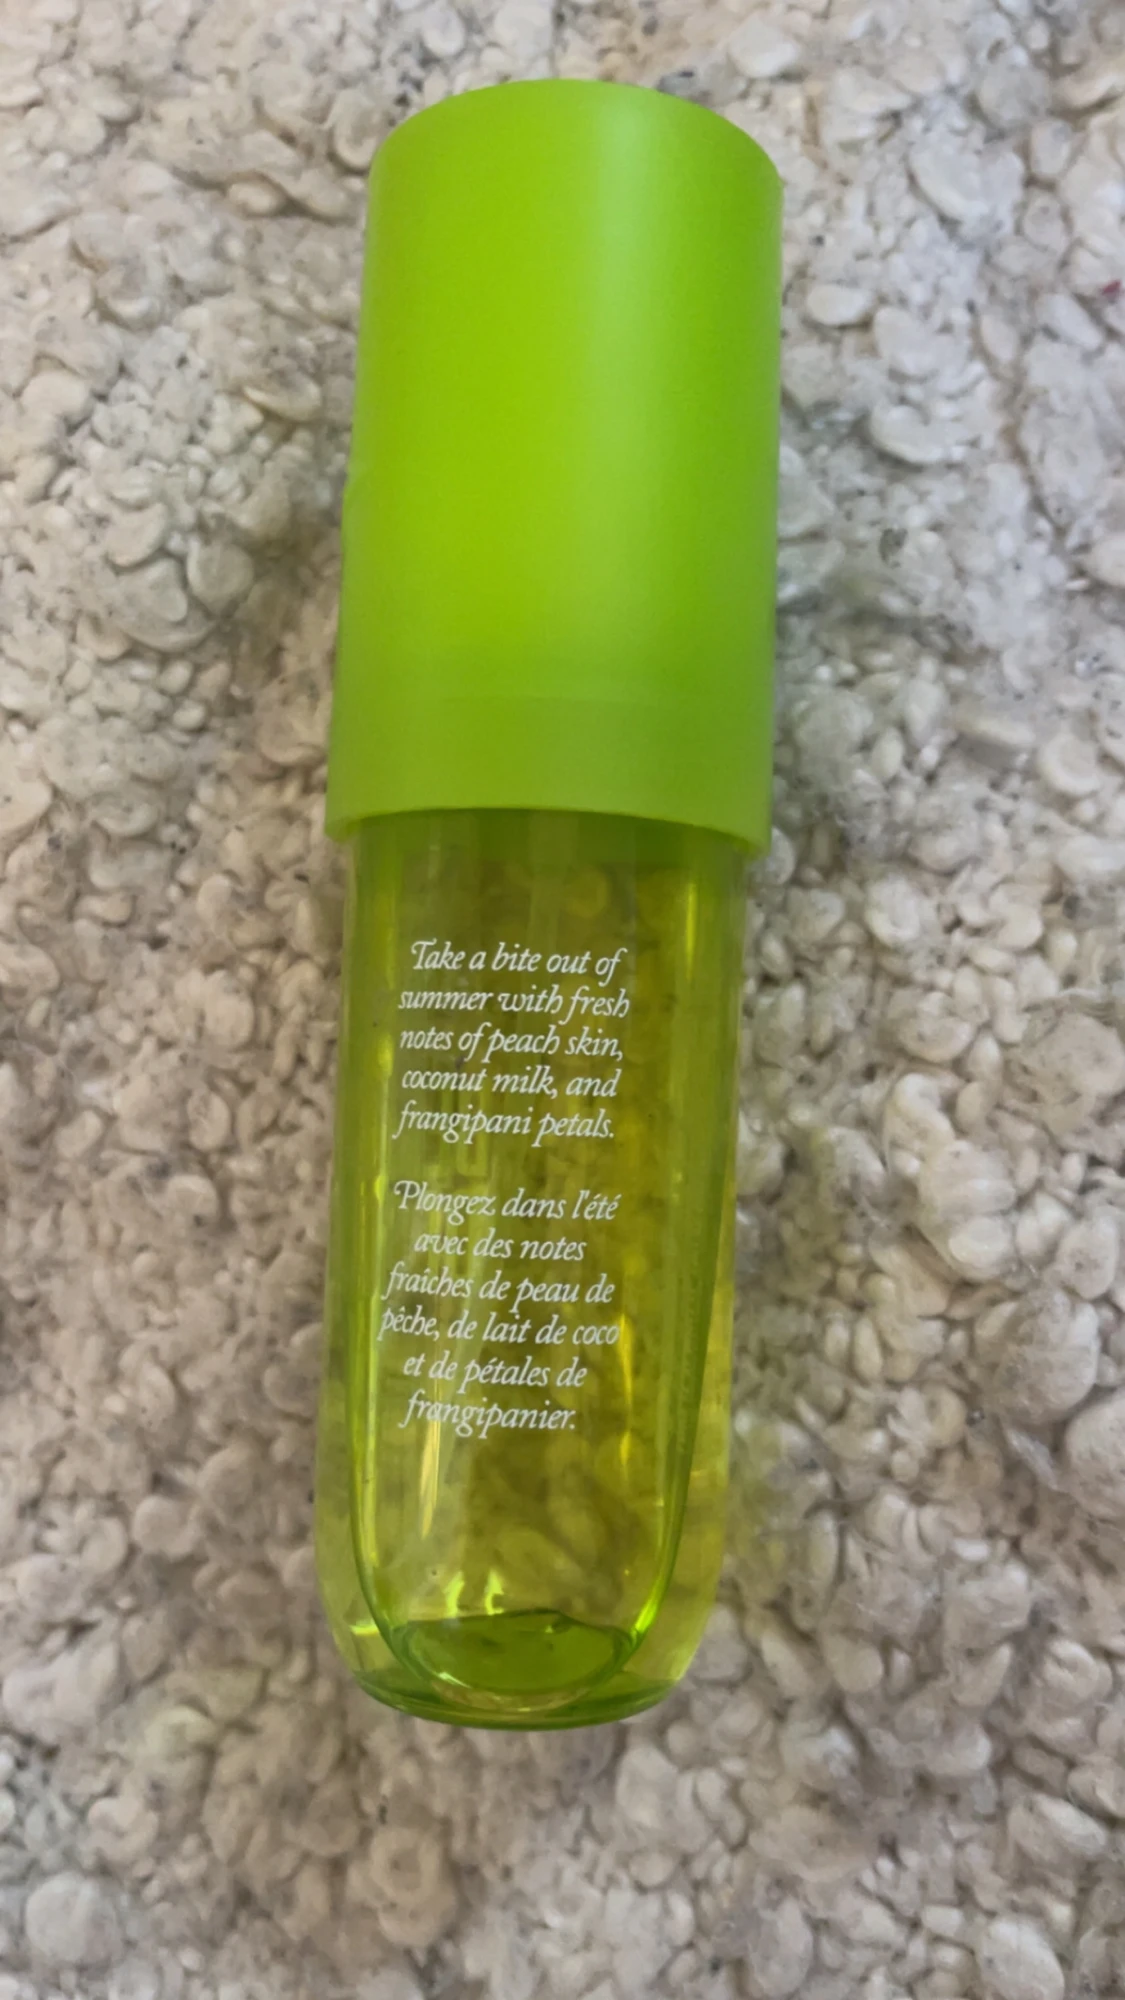 Take a bite out of
summer with fresh
notes of peach skin,
coconut milk, and
frangipani petals.
Plongez dans l'été
avec des notes
fraîches de peau de
pêche, de lait de coco
et de pétales de
frangipanier.